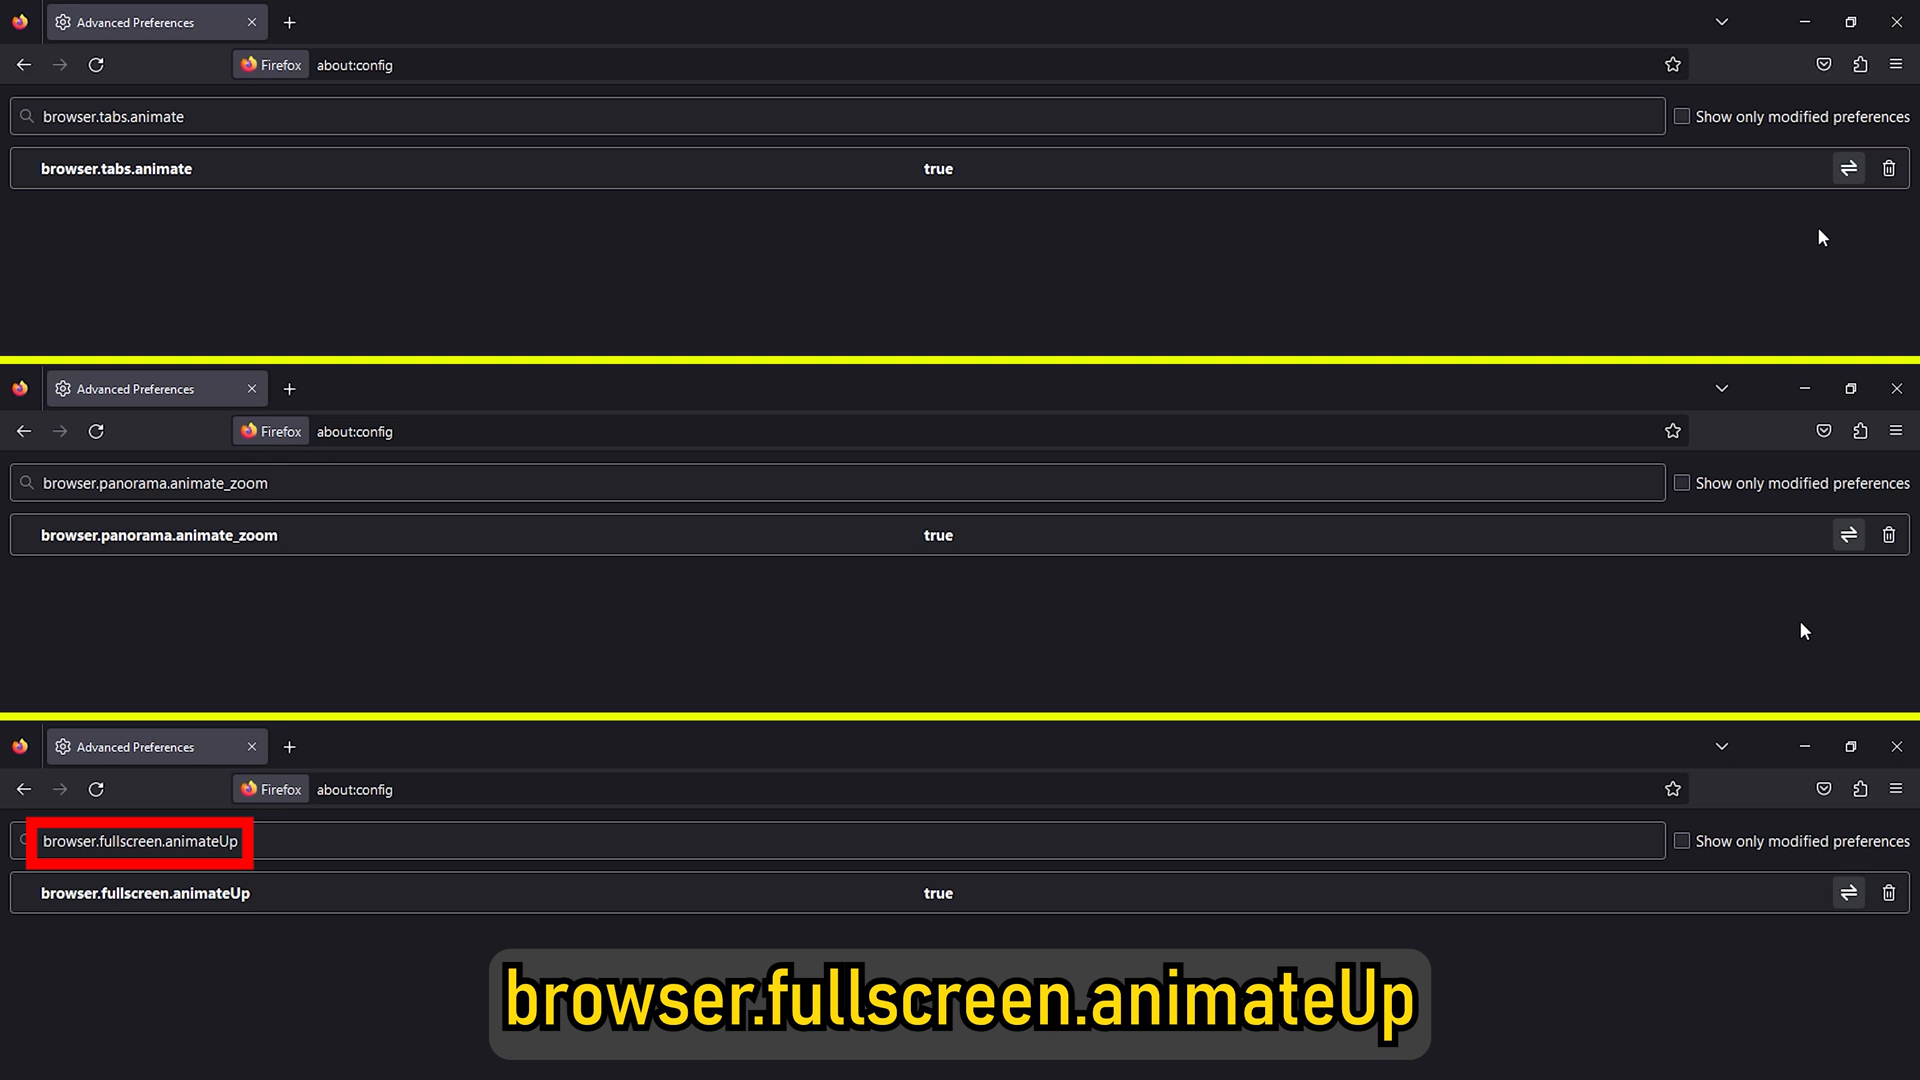 Advanced Preferences
Firefox about:config
browser.tabs.animate
Show only modified preferences
browser.tabs.animate true
Advanced Preferences
Firefox about:config
browser.panorama.animate_zoom
Show only modified preferences
browser.panorama.animate_zoom true
Advanced Preferences
Firefox about:config
browser.fullscreen.animateUp
Show only modified preferences
browser.fullscreen.animateUp true
browser.fullscreen.animateUp